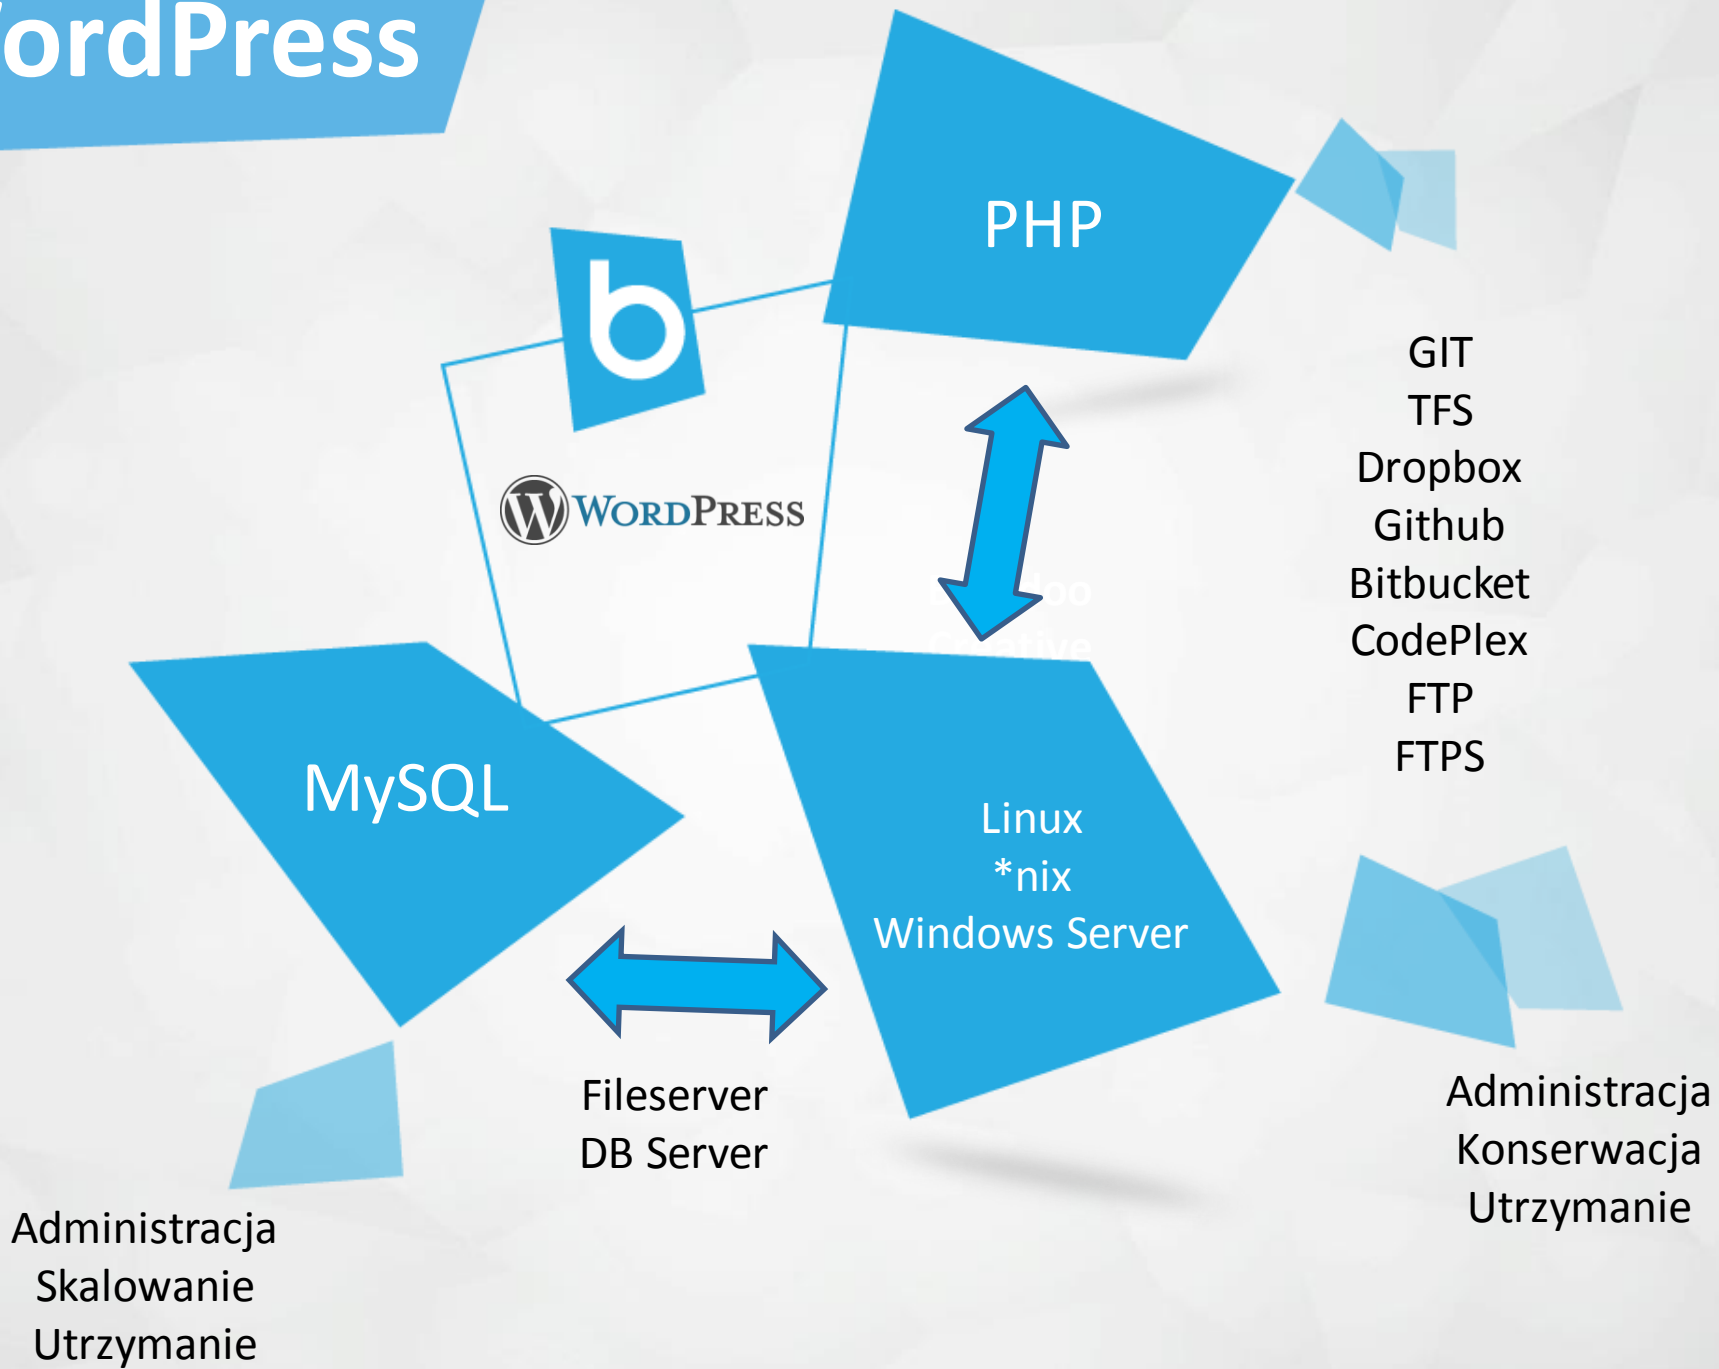 WordPress
PHP
b
WORDPRESS
GIT
TFS
Dropbox
Github
Bitbucket
CodePlex
FTP
FTPS
MySQL
Linux
*nix
Windows Server
Fileserver
DB Server
Administracja
Konserwacja
Utrzymanie
Administracja
Skalowanie
Utrzymanie